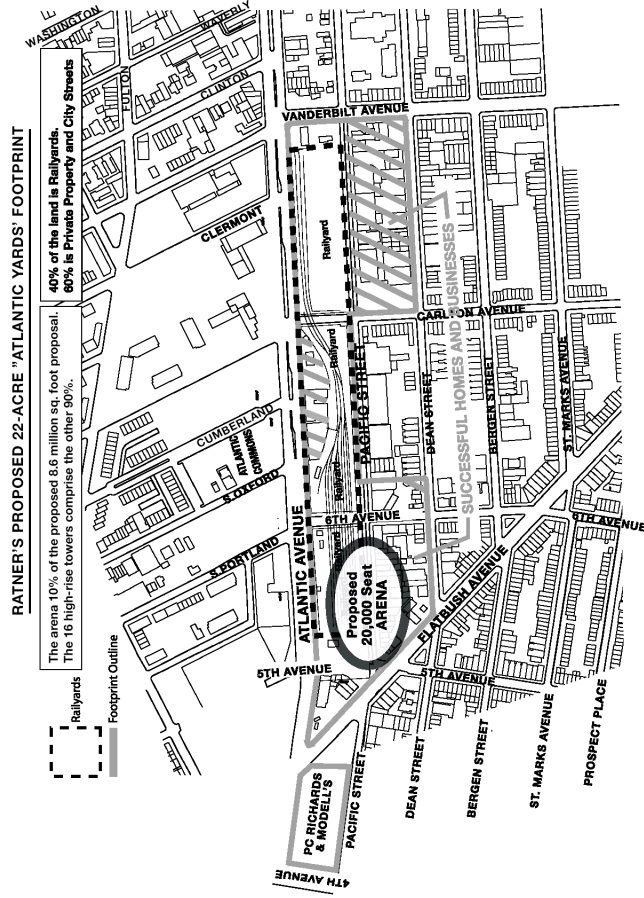 RATNER'S PROPOSED 22-ACRE "ATLANTIC YARDS' FOOTPRINT
The arena 10% of the proposed 8.6 million sq. foot proposal.
The 16 high-rise towers comprise the other 90%.
40% of the land is Railyards.
60% is Private Property and City Streets
Railyards
Footprint Outline
WASHINGTON
WAVERLY
FULTON
CLINTON
VANDERBILT AVENUE
CLERMONT
CUMBERLAND
ATLANTIC
COMMONS
S.OXFORD
S.PORTLAND
ATLANTIC AVENUE
Railyard
Railyard
Railyard
Railyard
PACIFIC STREET
CARLTON AVENUE
DEAN STREET
BERGEN STREET
ST. MARKS AVENUE
SUCCESSFUL HOMES AND BUSINESSES
6TH AVENUE
6TH AVENUE
Proposed
20,000 Seat
ARENA
FLATBUSH AVENUE
5TH AVENUE
5TH AVENUE
PC RICHARDS
& MODELL'S
4TH AVENUE
PACIFIC STREET
DEAN STREET
BERGEN STREET
ST. MARKS AVENUE
PROSPECT PLACE